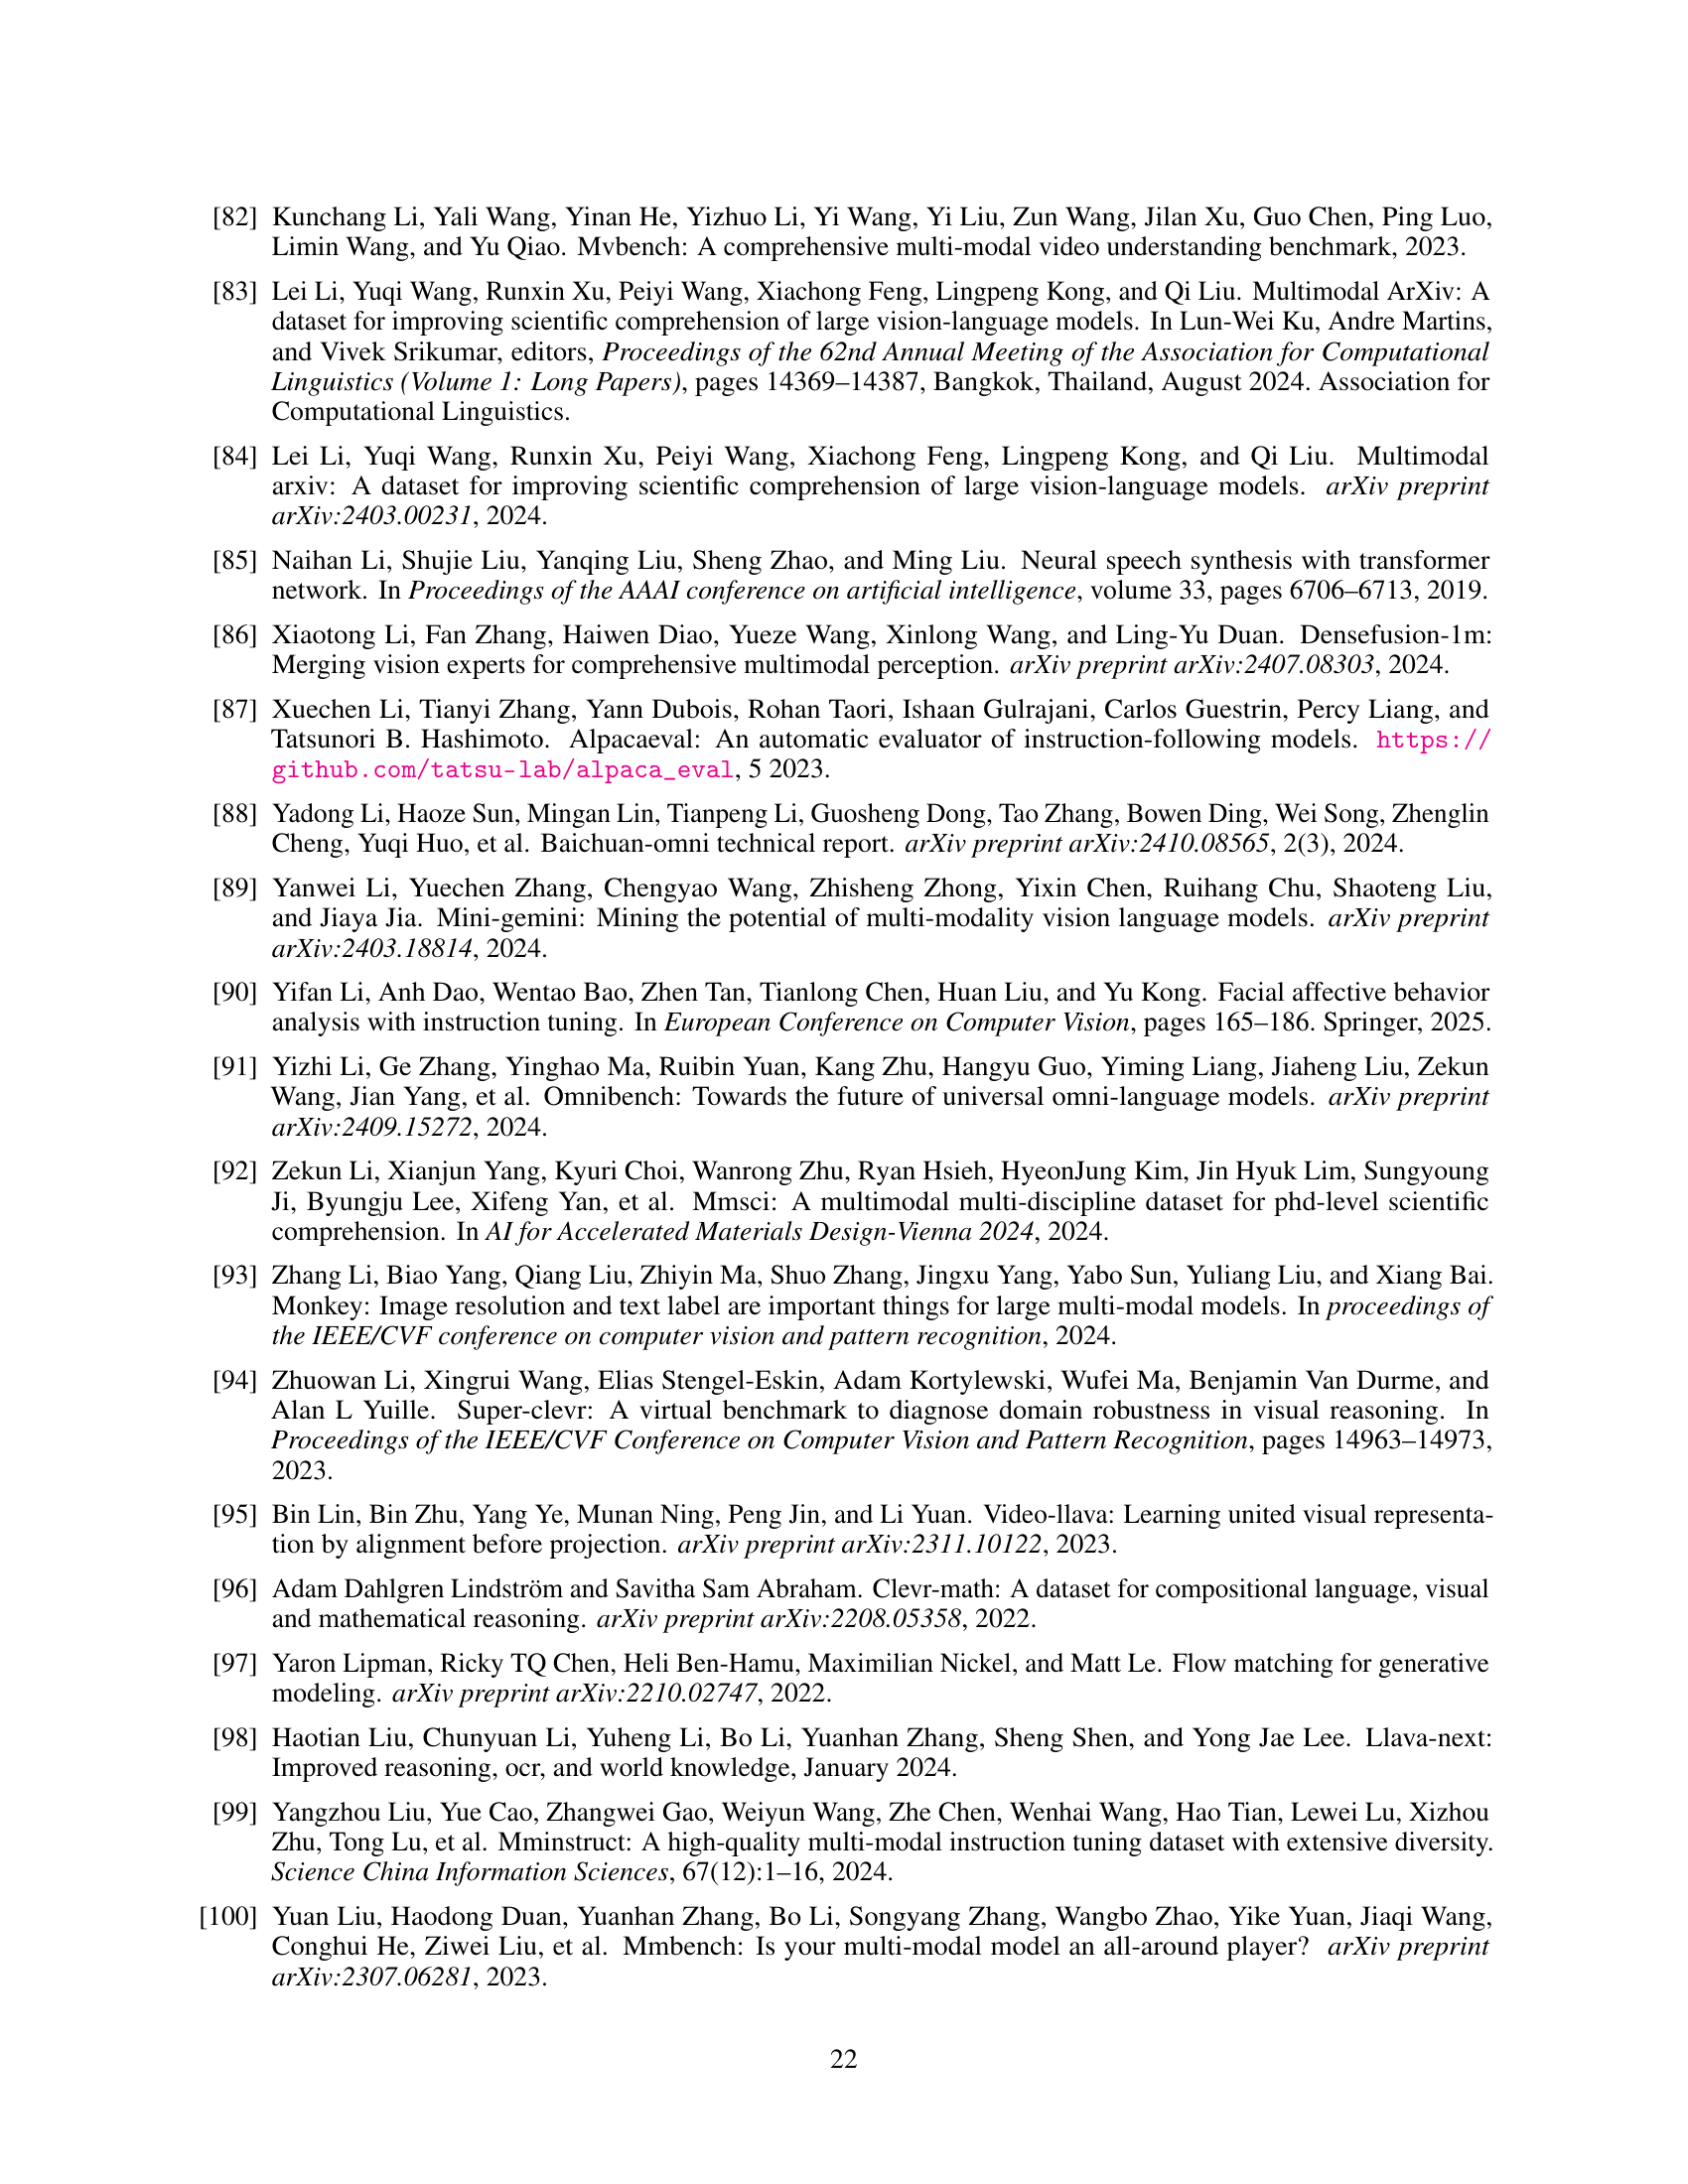 [82] Kunchang Li, Yali Wang, Yinan He, Yizhuo Li, Yi Wang, Yi Liu, Zun Wang, Jilan Xu, Guo Chen, Ping Luo,
Limin Wang, and Yu Qiao. Mvbench: A comprehensive multi-modal video understanding benchmark, 2023.
[83] Lei Li, Yuqi Wang, Runxin Xu, Peiyi Wang, Xiachong Feng, Lingpeng Kong, and Qi Liu. Multimodal ArXiv: A
dataset for improving scientific comprehension of large vision-language models. In Lun-Wei Ku, Andre Martins,
and Vivek Srikumar, editors, Proceedings of the 62nd Annual Meeting of the Association for Computational
Linguistics (Volume 1: Long Papers), pages 14369–14387, Bangkok, Thailand, August 2024. Association for
Computational Linguistics.
[84] Lei Li, Yuqi Wang, Runxin Xu, Peiyi Wang, Xiachong Feng, Lingpeng Kong, and Qi Liu. Multimodal
arxiv: A dataset for improving scientific comprehension of large vision-language models. arXiv preprint
arXiv:2403.00231, 2024.
[85] Naihan Li, Shujie Liu, Yanqing Liu, Sheng Zhao, and Ming Liu. Neural speech synthesis with transformer
network. In Proceedings of the AAAI conference on artificial intelligence, volume 33, pages 6706–6713, 2019.
[86] Xiaotong Li, Fan Zhang, Haiwen Diao, Yueze Wang, Xinlong Wang, and Ling-Yu Duan. Densefusion-1m:
Merging vision experts for comprehensive multimodal perception. arXiv preprint arXiv:2407.08303, 2024.
[87] Xuechen Li, Tianyi Zhang, Yann Dubois, Rohan Taori, Ishaan Gulrajani, Carlos Guestrin, Percy Liang, and
Tatsunori B. Hashimoto. Alpacaeval: An automatic evaluator of instruction-following models. https://
github.com/tatsu-lab/alpaca_eval, 5 2023.
[88] Yadong Li, Haoze Sun, Mingan Lin, Tianpeng Li, Guosheng Dong, Tao Zhang, Bowen Ding, Wei Song, Zhenglin
Cheng, Yuqi Huo, et al. Baichuan-omni technical report. arXiv preprint arXiv:2410.08565, 2(3), 2024.
[89] Yanwei Li, Yuechen Zhang, Chengyao Wang, Zhisheng Zhong, Yixin Chen, Ruihang Chu, Shaoteng Liu,
and Jiaya Jia. Mini-gemini: Mining the potential of multi-modality vision language models. arXiv preprint
arXiv:2403.18814, 2024.
[90] Yifan Li, Anh Dao, Wentao Bao, Zhen Tan, Tianlong Chen, Huan Liu, and Yu Kong. Facial affective behavior
analysis with instruction tuning. In European Conference on Computer Vision, pages 165–186. Springer, 2025.
[91] Yizhi Li, Ge Zhang, Yinghao Ma, Ruibin Yuan, Kang Zhu, Hangyu Guo, Yiming Liang, Jiaheng Liu, Zekun
Wang, Jian Yang, et al. Omnibench: Towards the future of universal omni-language models. arXiv preprint
arXiv:2409.15272, 2024.
[92] Zekun Li, Xianjun Yang, Kyuri Choi, Wanrong Zhu, Ryan Hsieh, HyeonJung Kim, Jin Hyuk Lim, Sungyoung
Ji, Byungju Lee, Xifeng Yan, et al. Mmsci: A multimodal multi-discipline dataset for phd-level scientific
comprehension. In AI for Accelerated Materials Design-Vienna 2024, 2024.
[93] Zhang Li, Biao Yang, Qiang Liu, Zhiyin Ma, Shuo Zhang, Jingxu Yang, Yabo Sun, Yuliang Liu, and Xiang Bai.
Monkey: Image resolution and text label are important things for large multi-modal models. In proceedings of
the IEEE/CVF conference on computer vision and pattern recognition, 2024.
[94] Zhuowan Li, Xingrui Wang, Elias Stengel-Eskin, Adam Kortylewski, Wufei Ma, Benjamin Van Durme, and
Alan L Yuille. Super-clevr: A virtual benchmark to diagnose domain robustness in visual reasoning. In
Proceedings of the IEEE/CVF Conference on Computer Vision and Pattern Recognition, pages 14963–14973,
2023.
[95] Bin Lin, Bin Zhu, Yang Ye, Munan Ning, Peng Jin, and Li Yuan. Video-llava: Learning united visual representa-
tion by alignment before projection. arXiv preprint arXiv:2311.10122, 2023.
[96] Adam Dahlgren Lindström and Savitha Sam Abraham. Clevr-math: A dataset for compositional language, visual
and mathematical reasoning. arXiv preprint arXiv:2208.05358, 2022.
[97] Yaron Lipman, Ricky TQ Chen, Heli Ben-Hamu, Maximilian Nickel, and Matt Le. Flow matching for generative
modeling. arXiv preprint arXiv:2210.02747, 2022.
[98] Haotian Liu, Chunyuan Li, Yuheng Li, Bo Li, Yuanhan Zhang, Sheng Shen, and Yong Jae Lee. Llava-next:
Improved reasoning, ocr, and world knowledge, January 2024.
[99] Yangzhou Liu, Yue Cao, Zhangwei Gao, Weiyun Wang, Zhe Chen, Wenhai Wang, Hao Tian, Lewei Lu, Xizhou
Zhu, Tong Lu, et al. Mminstruct: A high-quality multi-modal instruction tuning dataset with extensive diversity.
Science China Information Sciences, 67(12):1–16, 2024.
[100] Yuan Liu, Haodong Duan, Yuanhan Zhang, Bo Li, Songyang Zhang, Wangbo Zhao, Yike Yuan, Jiaqi Wang,
Conghui He, Ziwei Liu, et al. Mmbench: Is your multi-modal model an all-around player? arXiv preprint
arXiv:2307.06281, 2023.
22